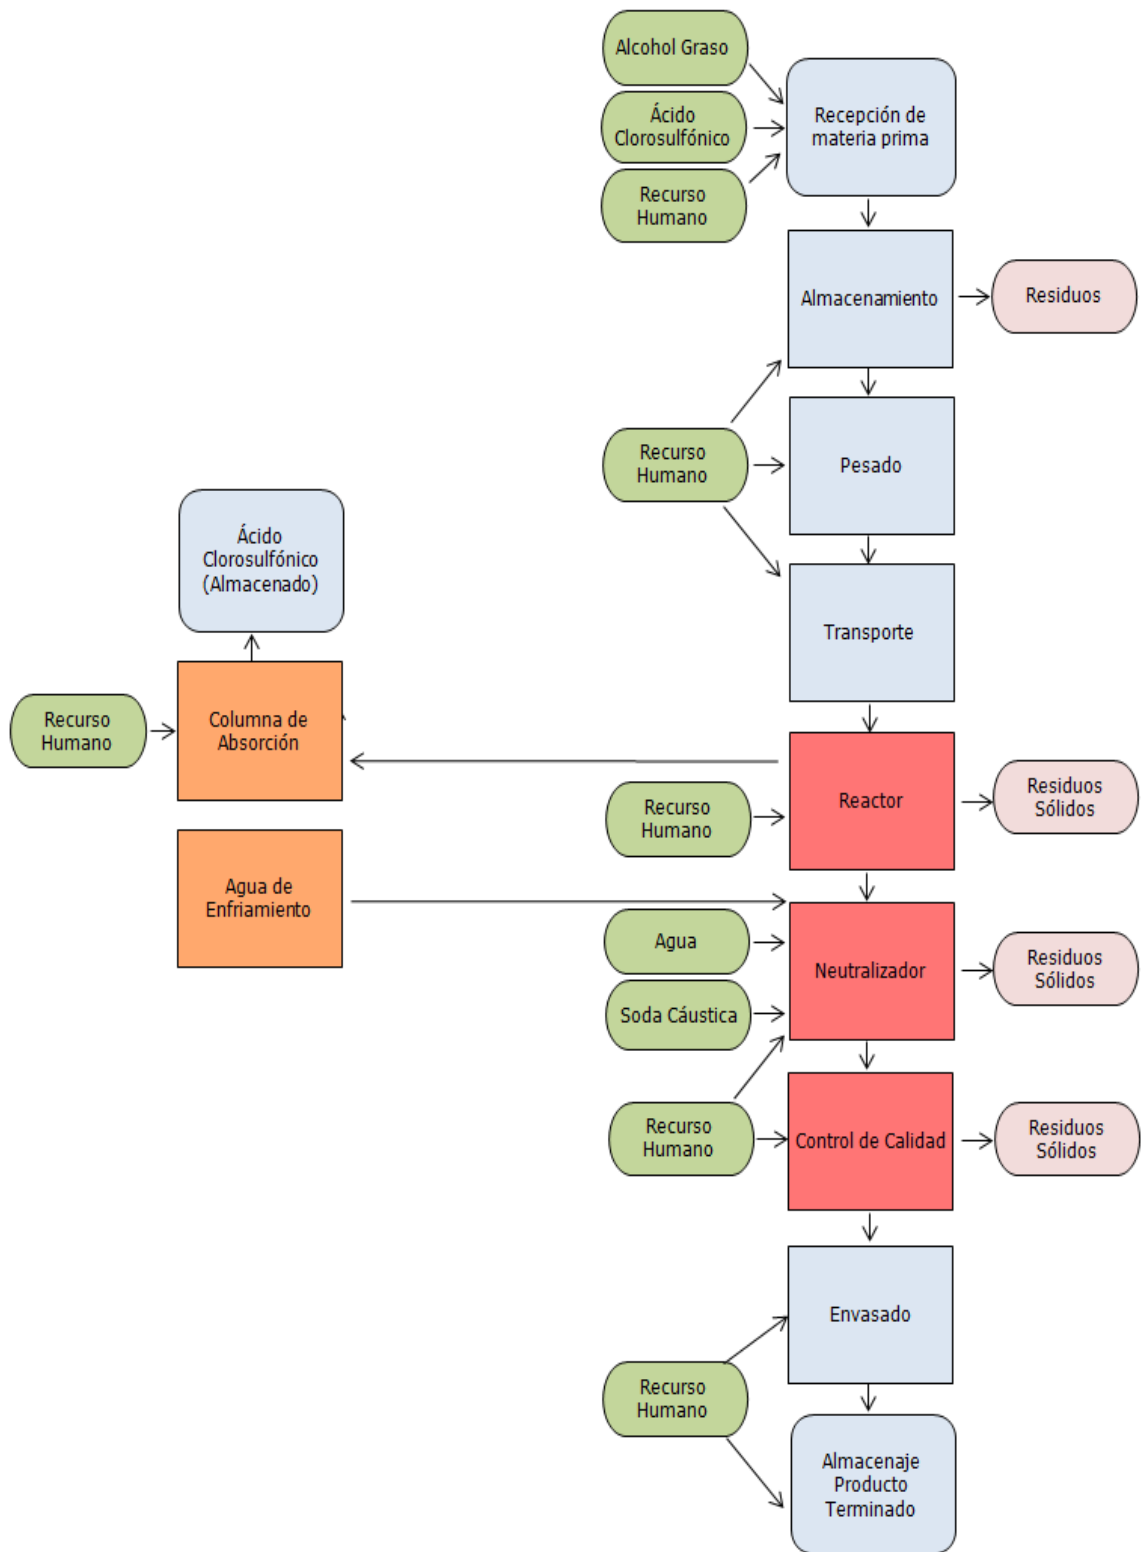 Alcohol Graso
Ácido
Clorosulfónico
Recurso
Humano
Recepción de
materia prima
Almacenamiento
Residuos
Recurso
Humano
Pesado
Transporte
Ácido
Clorosulfónico
(Almacenado)
Recurso
Humano
Columna de
Absorción
Recurso
Humano
Reactor
Residuos
Sólidos
Agua de
Enfriamiento
Agua
Soda Cáustica
Neutralizador
Residuos
Sólidos
Recurso
Humano
Control de Calidad
Residuos
Sólidos
Envasado
Recurso
Humano
Almacenaje
Producto
Terminado